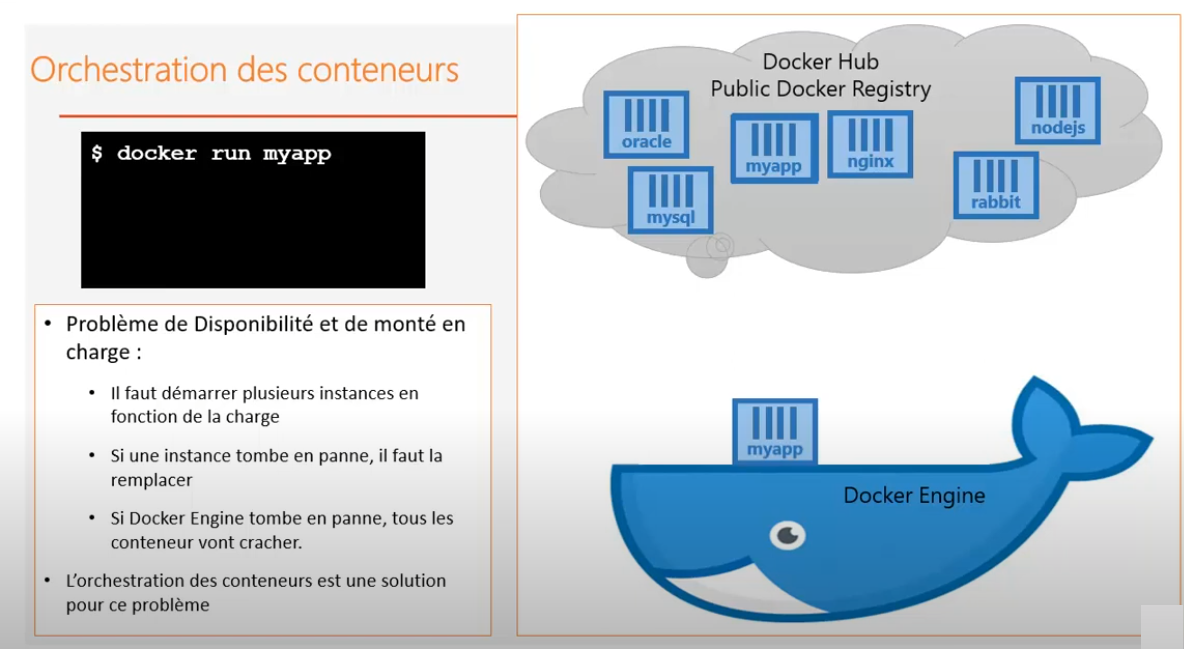 Orchestration des conteneurs
$ docker run myapp
• Problème de Disponibilité et de monté en
charge :
• Il faut démarrer plusieurs instances en
fonction de la charge
• Si une instance tombe en panne, il faut la
remplacer
• Si Docker Engine tombe en panne, tous les
conteneur vont cracher.
• L’orchestration des conteneurs est une solution
pour ce problème
Docker Hub
Public Docker Registry
oracle
myapp
nginx
nodejs
mysql
rabbit
myapp
Docker Engine